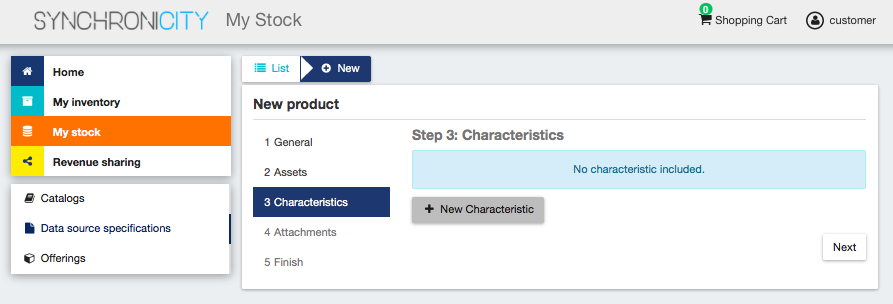 SYNCHRONICITY My Stock
0
Shopping Cart customer
Home
My inventory
My stock
Revenue sharing
Catalogs
Data source specifications
Offerings
List New
New product
1 General
2 Assets
3 Characteristics
4 Attachments
5 Finish
Step 3: Characteristics
No characteristic included.
New Characteristic
Next